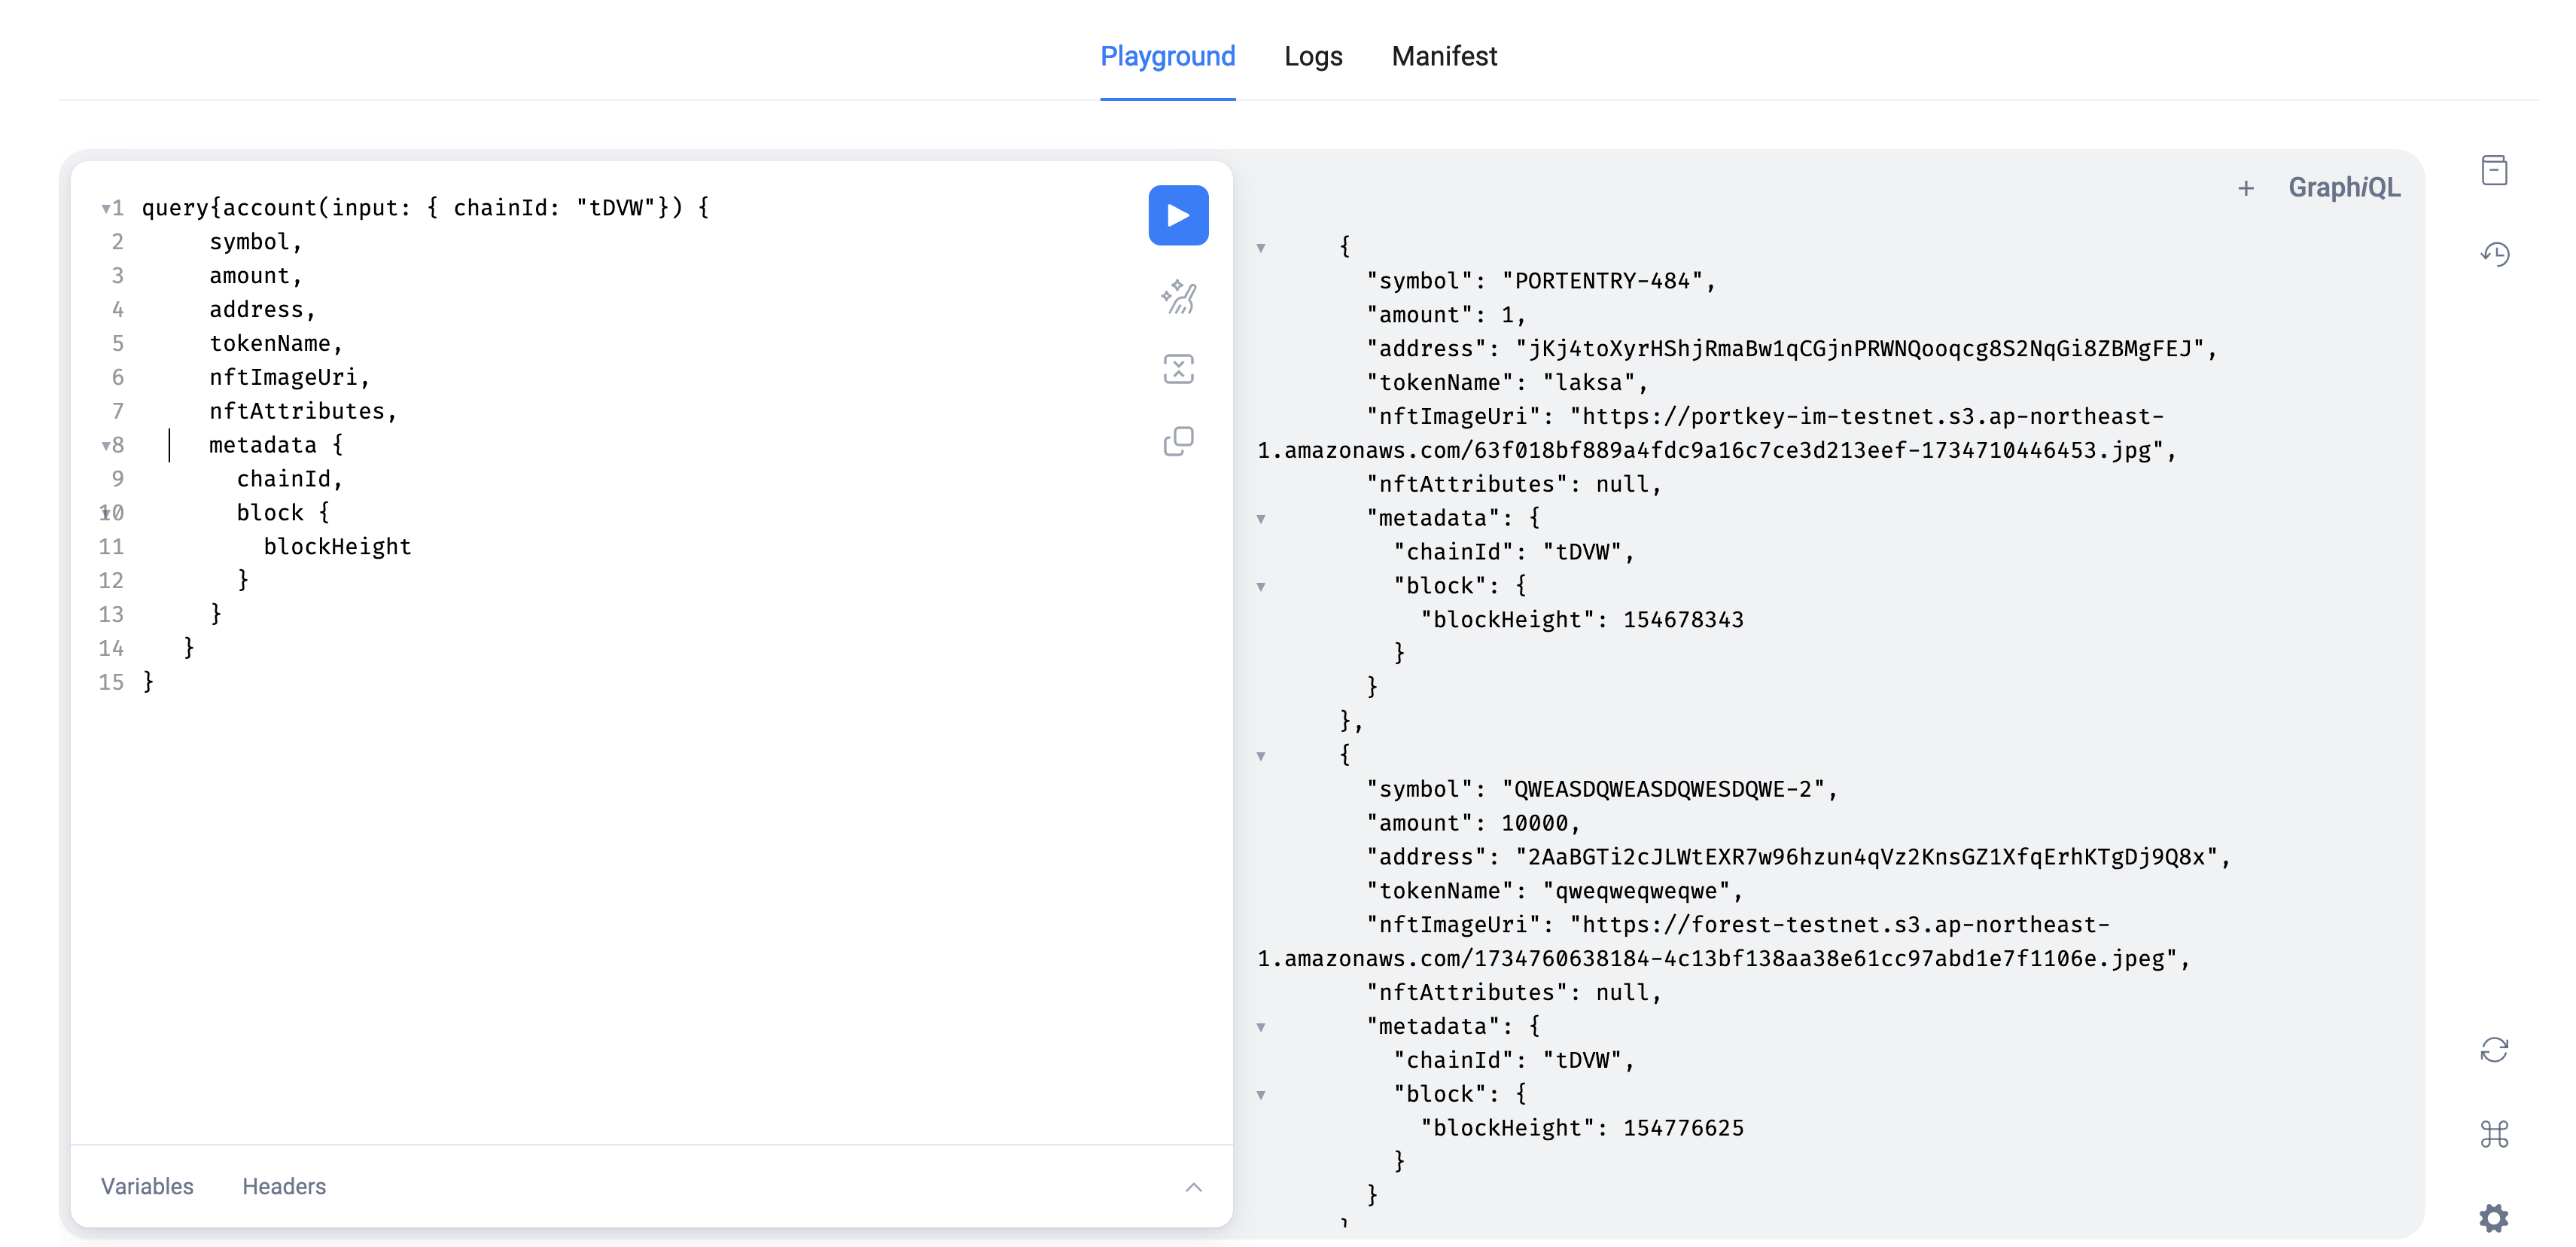 Playground Logs Manifest
1 query{account(input: { chainId: "tDVW"}) {
2 symbol,
3 amount,
4 address,
5 tokenName,
6 nftImageUri,
7 nftAttributes,
8 metadata {
9 chainId,
10 block {
11 blockHeight
12 }
13 }
14 }
15 }
Variables Headers
+ GraphiQL
{
"symbol": "PORTENTRY-484",
"amount": 1,
"address": "jKj4toXyrHShjRmaBw1qCGjnPRWNQooqcg8S2NqGi8ZBMgFEJ",
"tokenName": "laksa",
"nftImageUri": "https://portkey-im-testnet.s3.ap-northeast-
1.amazonaws.com/63f018bf889a4fdc9a16c7ce3d213eef-1734710446453.jpg",
"nftAttributes": null,
"metadata": {
"chainId": "tDVW",
"block": {
"blockHeight": 154678343
}
}
},
{
"symbol": "QWEASDQWEASDQWESDQWE-2",
"amount": 10000,
"address": "2AaBGTi2cJLWtEXR7w96hzun4qVz2KnsGZ1XfqErhKTgDj9Q8x",
"tokenName": "qweqweqweqwe",
"nftImageUri": "https://forest-testnet.s3.ap-northeast-
1.amazonaws.com/1734760638184-4c13bf138aa38e61cc97abd1e7f1106e.jpeg",
"nftAttributes": null,
"metadata": {
"chainId": "tDVW",
"block": {
"blockHeight": 154776625
}
}
}